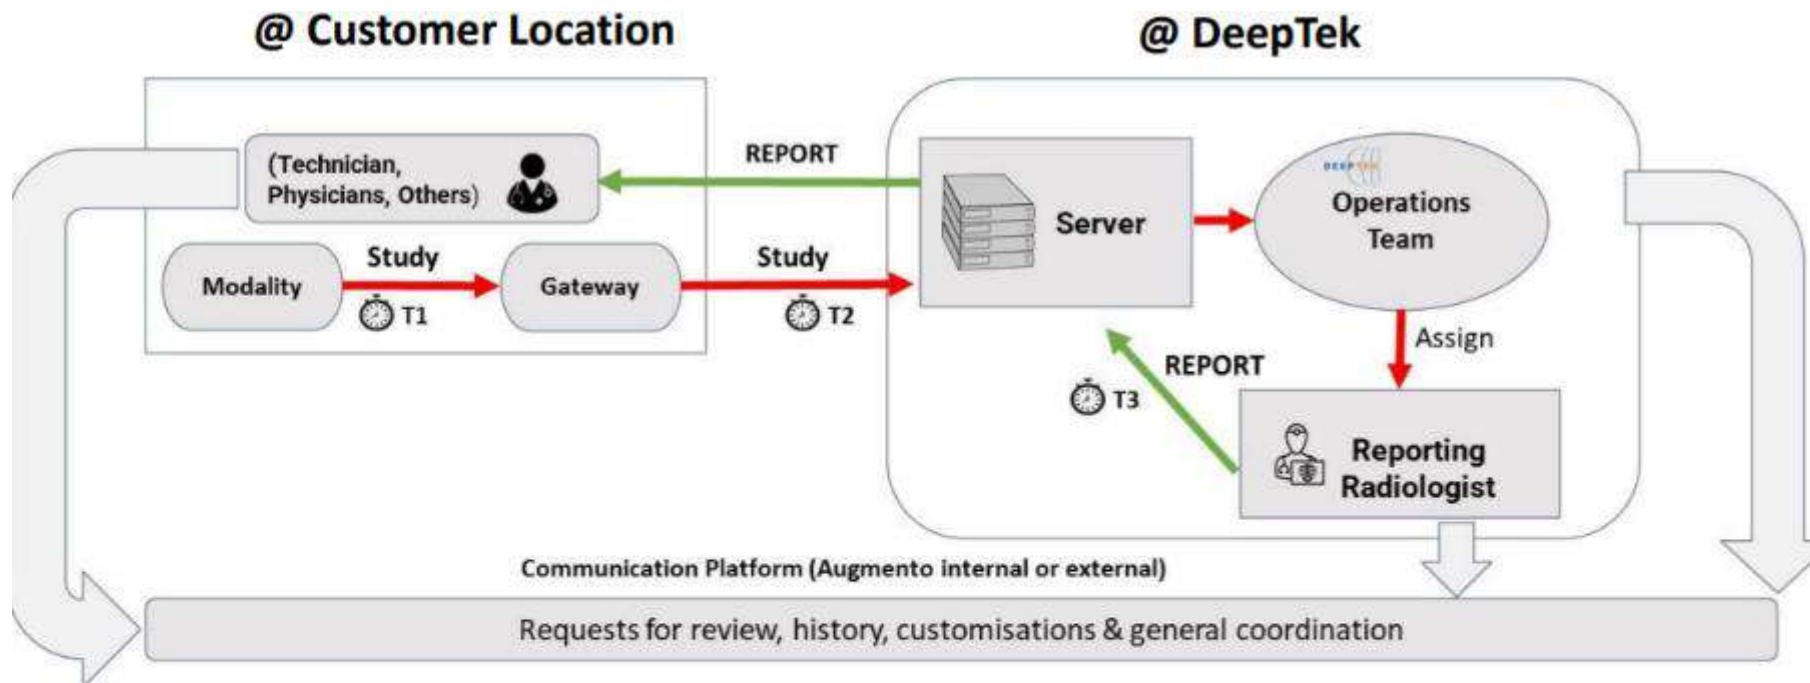 @ Customer Location
@ DeepTek
(Technician,
Physicians, Others)
REPORT
Server
DEEPTEK
Operations
Team
Modality
Study
T1
Gateway
Study
T2
Assign
REPORT
T3
Reporting
Radiologist
Communication Platform (Augmento internal or external)
Requests for review, history, customisations & general coordination